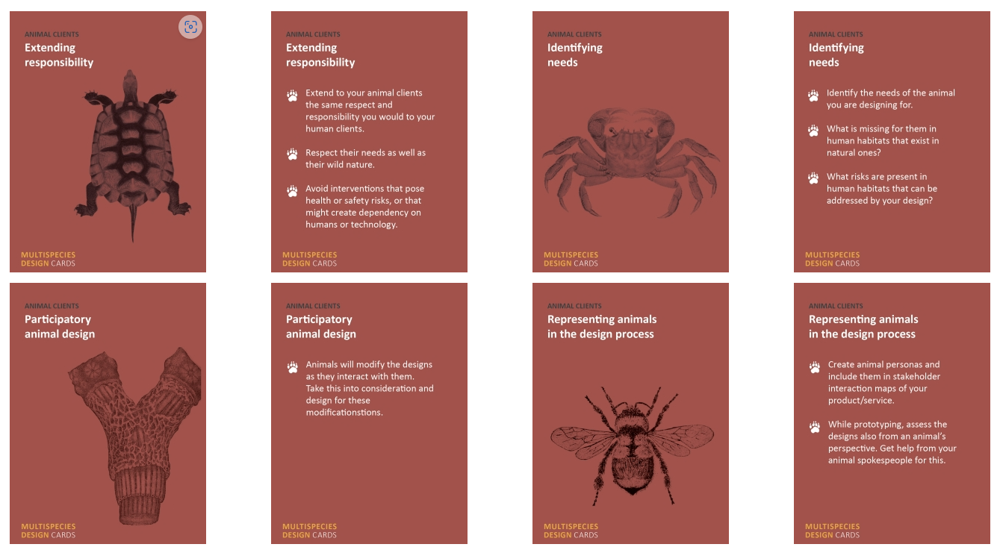 ANIMAL CLIENTS
Extending
responsibility
MULTISPECIES
DESIGN CARDS
ANIMAL CLIENTS
Extending
responsibility
Extend to your animal clients
the same respect and
responsibility you would to your
human clients.
Respect their needs as well as
their wild nature.
Avoid interventions that pose
health or safety risks, or that
might create dependency on
humans or technology.
MULTISPECIES
DESIGN CARDS
ANIMAL CLIENTS
Identifying
needs
MULTISPECIES
DESIGN CARDS
ANIMAL CLIENTS
Identifying
needs
Identify the needs of the animal
you are designing for.
What is missing for them in
human habitats that exist in
natural ones?
What risks are present in
human habitats that can be
addressed by your design?
MULTISPECIES
DESIGN CARDS
ANIMAL CLIENTS
Participatory
animal design
MULTISPECIES
DESIGN CARDS
ANIMAL CLIENTS
Participatory
animal design
Animals will modify the designs
as they interact with them.
Take this into consideration and
design for these
modificationstions.
MULTISPECIES
DESIGN CARDS
ANIMAL CLIENTS
Representing animals
in the design process
MULTISPECIES
DESIGN CARDS
ANIMAL CLIENTS
Representing animals
in the design process
Create animal personas and
include them in stakeholder
interaction maps of your
product/service.
While prototyping, assess the
designs also from an animal's
perspective. Get help from your
animal spokespeople for this.
MULTISPECIES
DESIGN CARDS